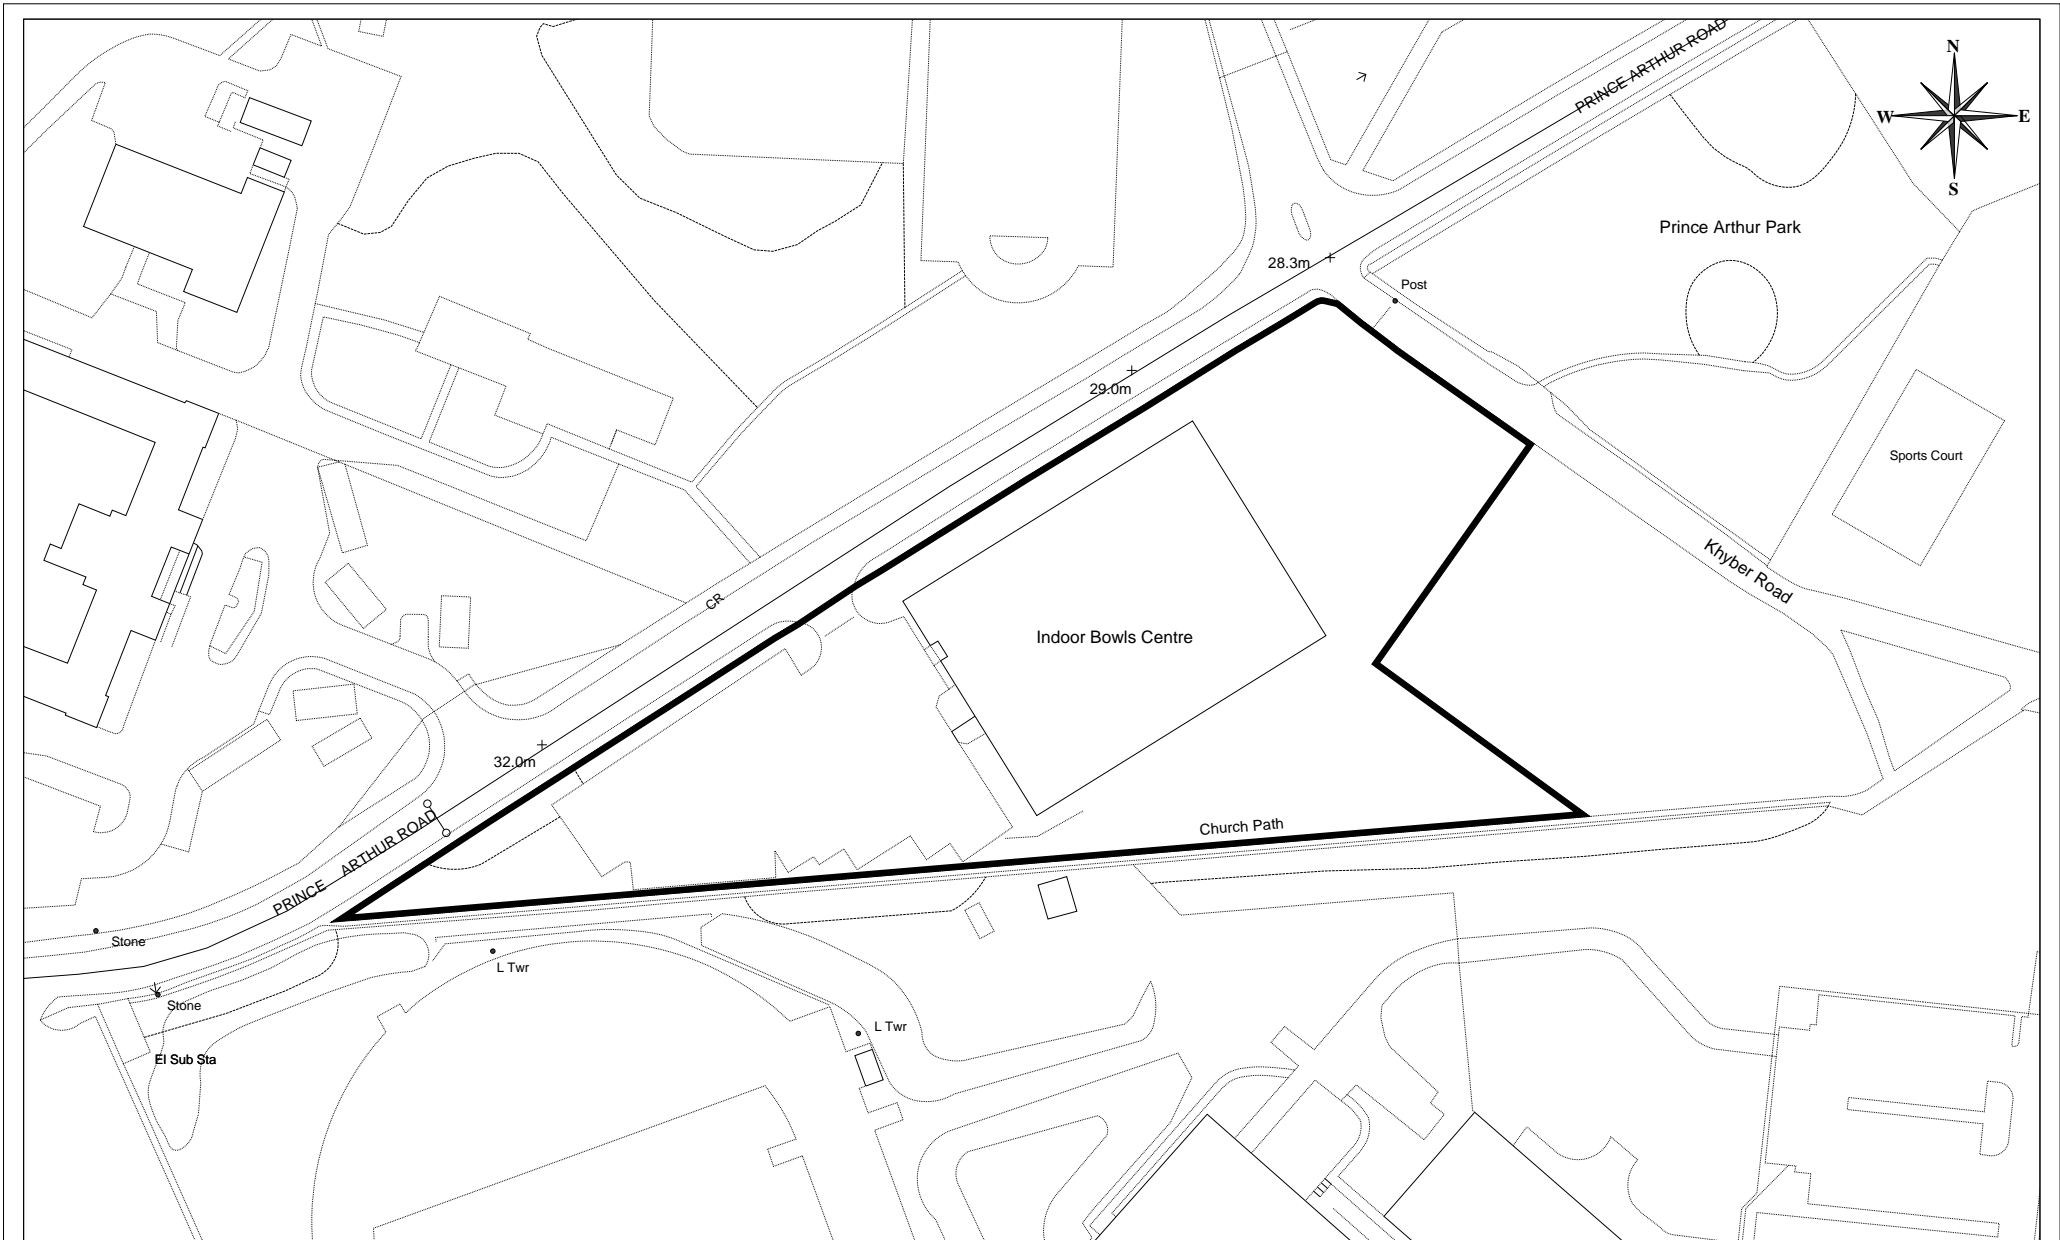 PRINCE ARTHUR ROAD
N
W
E
S
Prince Arthur Park
28.3m
Post
29.0m
Sports Court
Khyber Road
CR
Indoor Bowls Centre
32.0m
Church Path
PRINCE ARTHUR ROAD
Stone
L Twr
Stone
L Twr
El Sub Sta